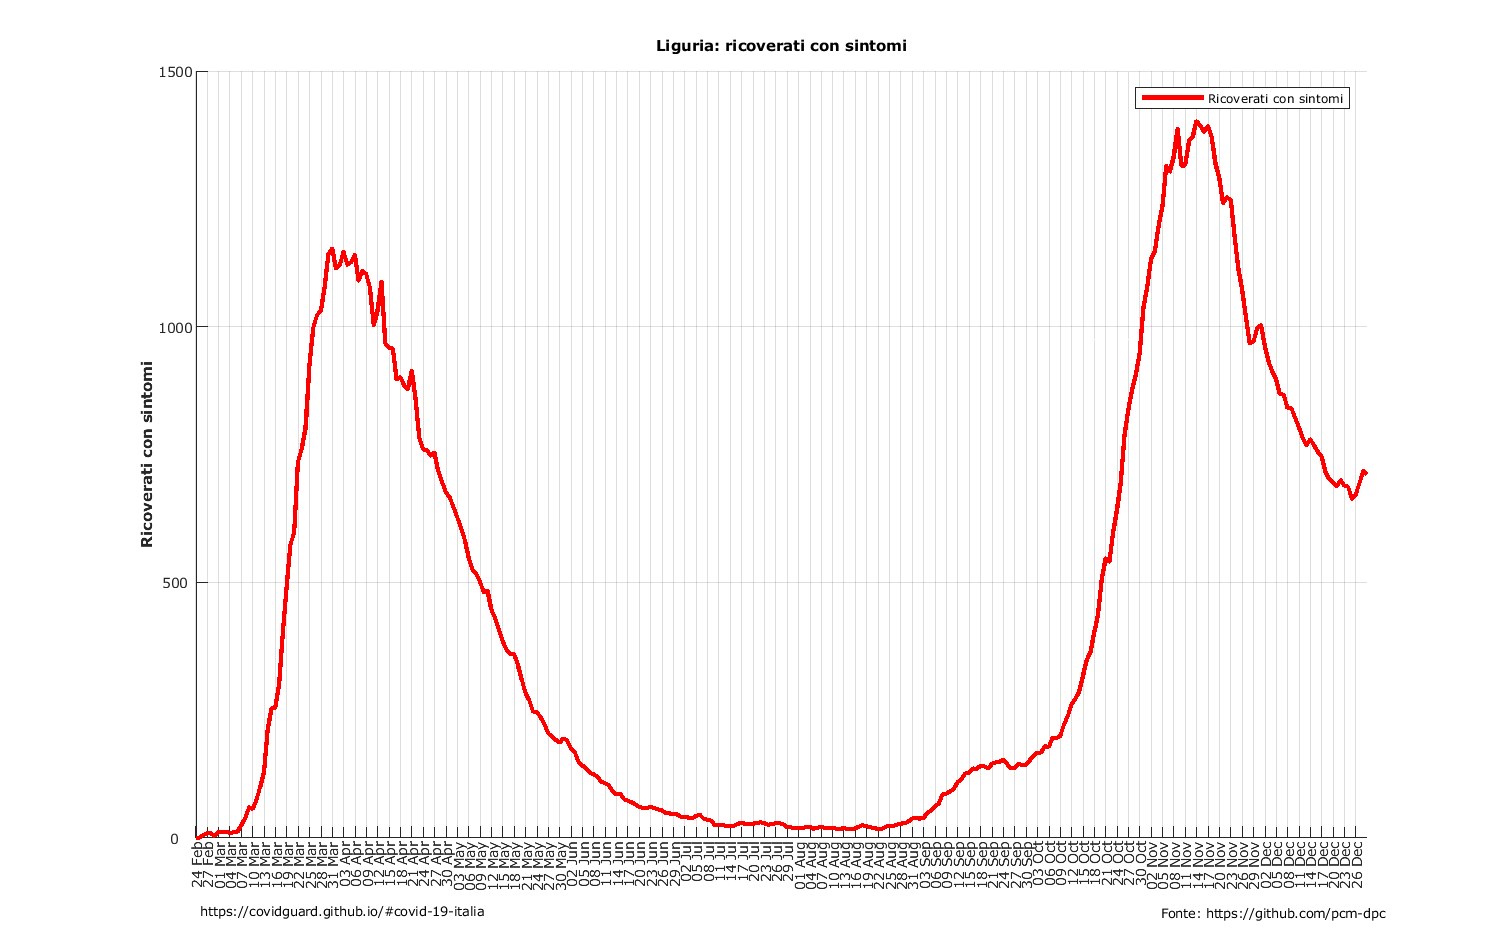 Liguria: ricoverati con sintomi
Ricoverati con sintomi
Ricoverati con sintomi
1500
1000
500
0
24 Feb
27 Feb
01 Mar
04 Mar
07 Mar
10 Mar
13 Mar
16 Mar
19 Mar
22 Mar
25 Mar
28 Mar
31 Mar
03 Apr
06 Apr
09 Apr
12 Apr
15 Apr
18 Apr
21 Apr
24 Apr
27 Apr
30 Apr
03 May
06 May
09 May
12 May
15 May
18 May
21 May
24 May
27 May
30 May
02 Jun
05 Jun
08 Jun
11 Jun
14 Jun
17 Jun
20 Jun
23 Jun
26 Jun
29 Jun
02 Jul
05 Jul
08 Jul
11 Jul
14 Jul
17 Jul
20 Jul
23 Jul
26 Jul
29 Jul
01 Aug
04 Aug
07 Aug
10 Aug
13 Aug
16 Aug
19 Aug
22 Aug
25 Aug
28 Aug
31 Aug
03 Sep
06 Sep
09 Sep
12 Sep
15 Sep
18 Sep
21 Sep
24 Sep
27 Sep
30 Sep
03 Oct
06 Oct
09 Oct
12 Oct
15 Oct
18 Oct
21 Oct
24 Oct
27 Oct
30 Oct
02 Nov
05 Nov
08 Nov
11 Nov
14 Nov
17 Nov
20 Nov
23 Nov
26 Nov
29 Nov
02 Dec
05 Dec
08 Dec
11 Dec
14 Dec
17 Dec
20 Dec
23 Dec
26 Dec
https://covidguard.github.io/#covid-19-italia
Fonte: https://github.com/pcm-dpc